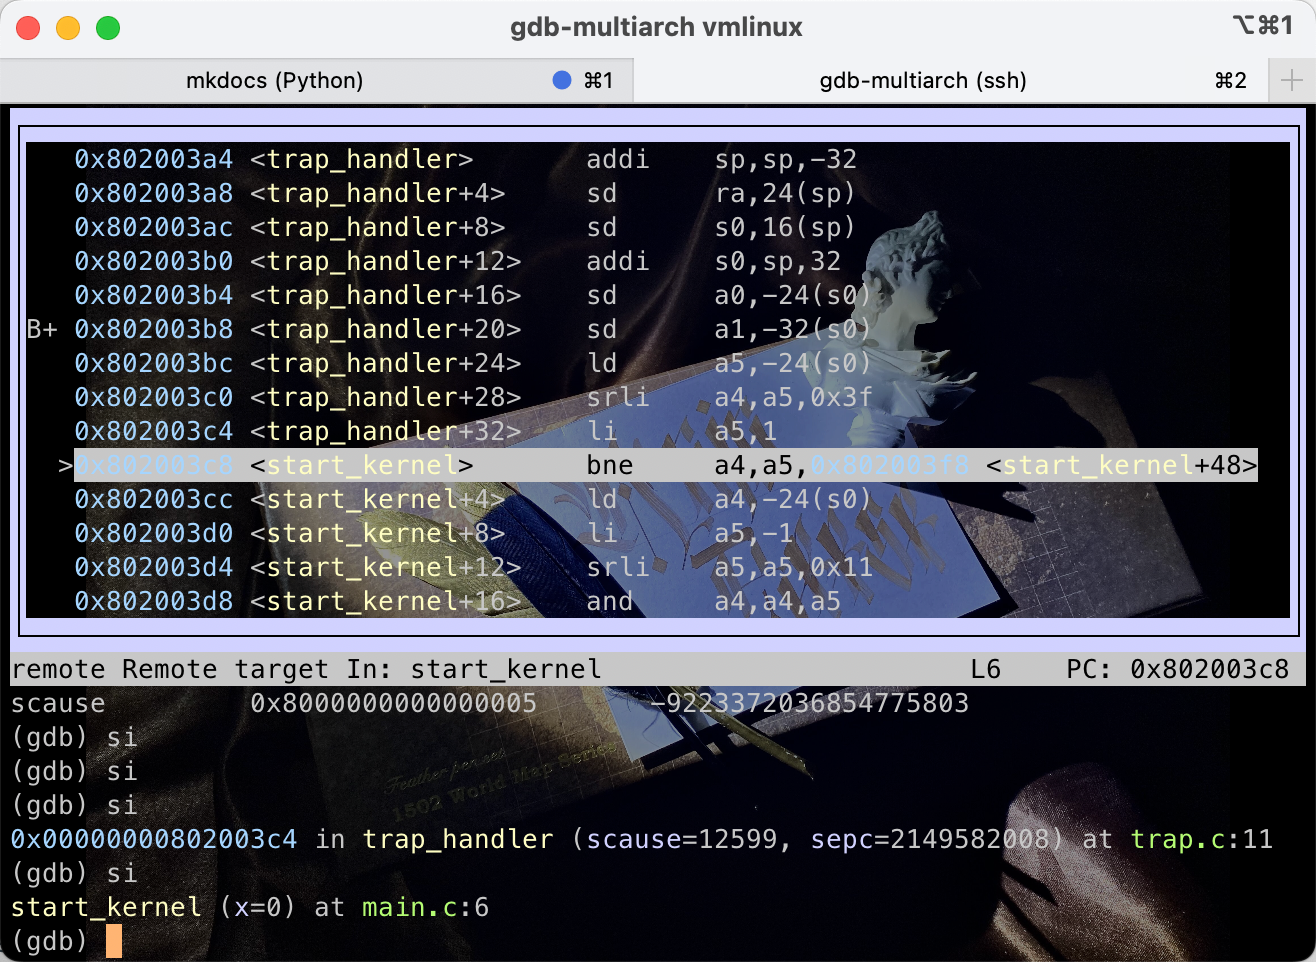 gdb-multiarch vmlinux ⌥⌘1
mkdocs (Python) ⌘1 gdb-multiarch (ssh) ⌘2 +
0x802003a4 <trap_handler> addi sp,sp,-32
0x802003a8 <trap_handler+4> sd ra,24(sp)
0x802003ac <trap_handler+8> sd s0,16(sp)
0x802003b0 <trap_handler+12> addi s0,sp,32
0x802003b4 <trap_handler+16> sd a0,-24(s0)
B+ 0x802003b8 <trap_handler+20> sd a1,-32(s0)
0x802003bc <trap_handler+24> ld a5,-24(s0)
0x802003c0 <trap_handler+28> srli a4,a5,0x3f
0x802003c4 <trap_handler+32> li a5,1
>0x802003c8 <start_kernel> bne a4,a5,0x802003f8 <start_kernel+48>
0x802003cc <start_kernel+4> ld a4,-24(s0)
0x802003d0 <start_kernel+8> li a5,-1
0x802003d4 <start_kernel+12> srli a5,a5,0x11
0x802003d8 <start_kernel+16> and a4,a4,a5
remote Remote target In: start_kernel L6 PC: 0x802003c8
scause 0x8000000000000005 -9223372036854775803
(gdb) si
(gdb) si
(gdb) si
0x00000000802003c4 in trap_handler (scause=12599, sepc=2149582008) at trap.c:11
(gdb) si
start_kernel (x=0) at main.c:6
(gdb)
Feather pen set
1502 World Map Series